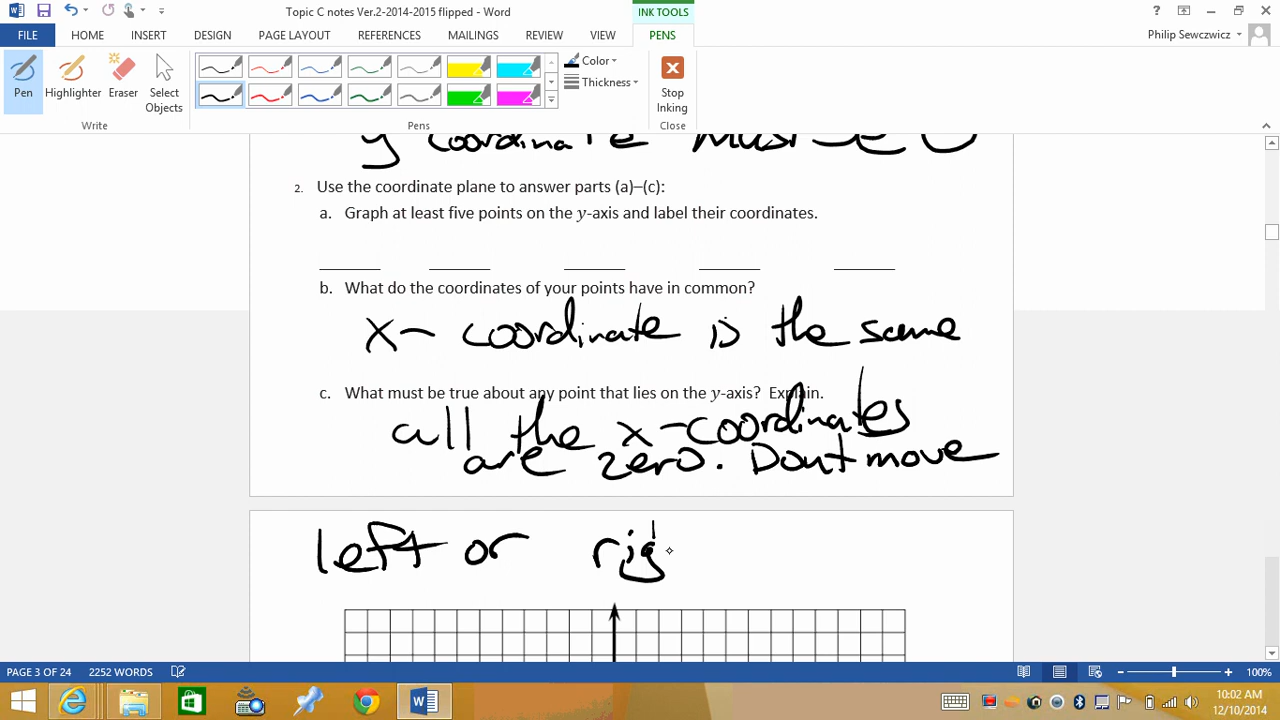 Topic C notes Ver.2-2014-2015 flipped - Word
INK TOOLS
FILE HOME INSERT DESIGN PAGE LAYOUT REFERENCES MAILINGS REVIEW VIEW PENS
Philip Sewczwicz
Pen Highlighter Eraser Select Objects
Color
Thickness
Stop Inking
Write Pens Close
y coordinate must be 0
2. Use the coordinate plane to answer parts (a)–(c):
a. Graph at least five points on the y-axis and label their coordinates.
b. What do the coordinates of your points have in common?
x- coordinate is the same
c. What must be true about any point that lies on the y-axis? Explain.
all the x-coordinates
are zero. Dont move
left or rig
PAGE 3 OF 24 2252 WORDS 100%
10:02 AM
12/10/2014